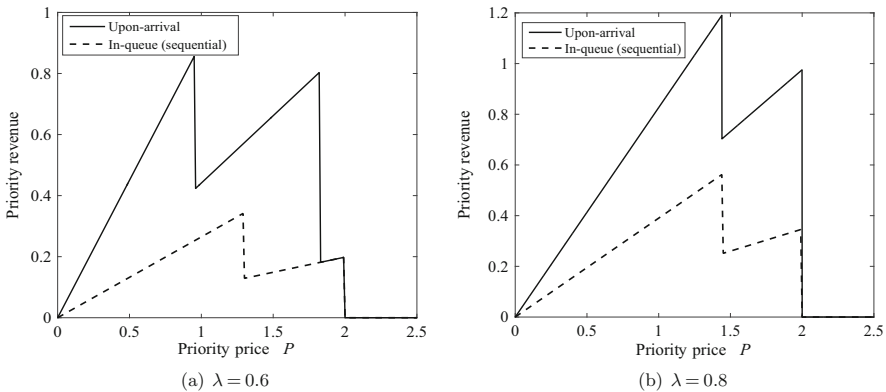 1
0.8
0.6
0.4
0.2
0
Priority revenue
Upon-arrival
In-queue (sequential)
0 0.5 1 1.5 2 2.5
Priority price P
(a) λ = 0.6
1.2
1
0.8
0.6
0.4
0.2
0
Priority revenue
Upon-arrival
In-queue (sequential)
0 0.5 1 1.5 2 2.5
Priority price P
(b) λ = 0.8